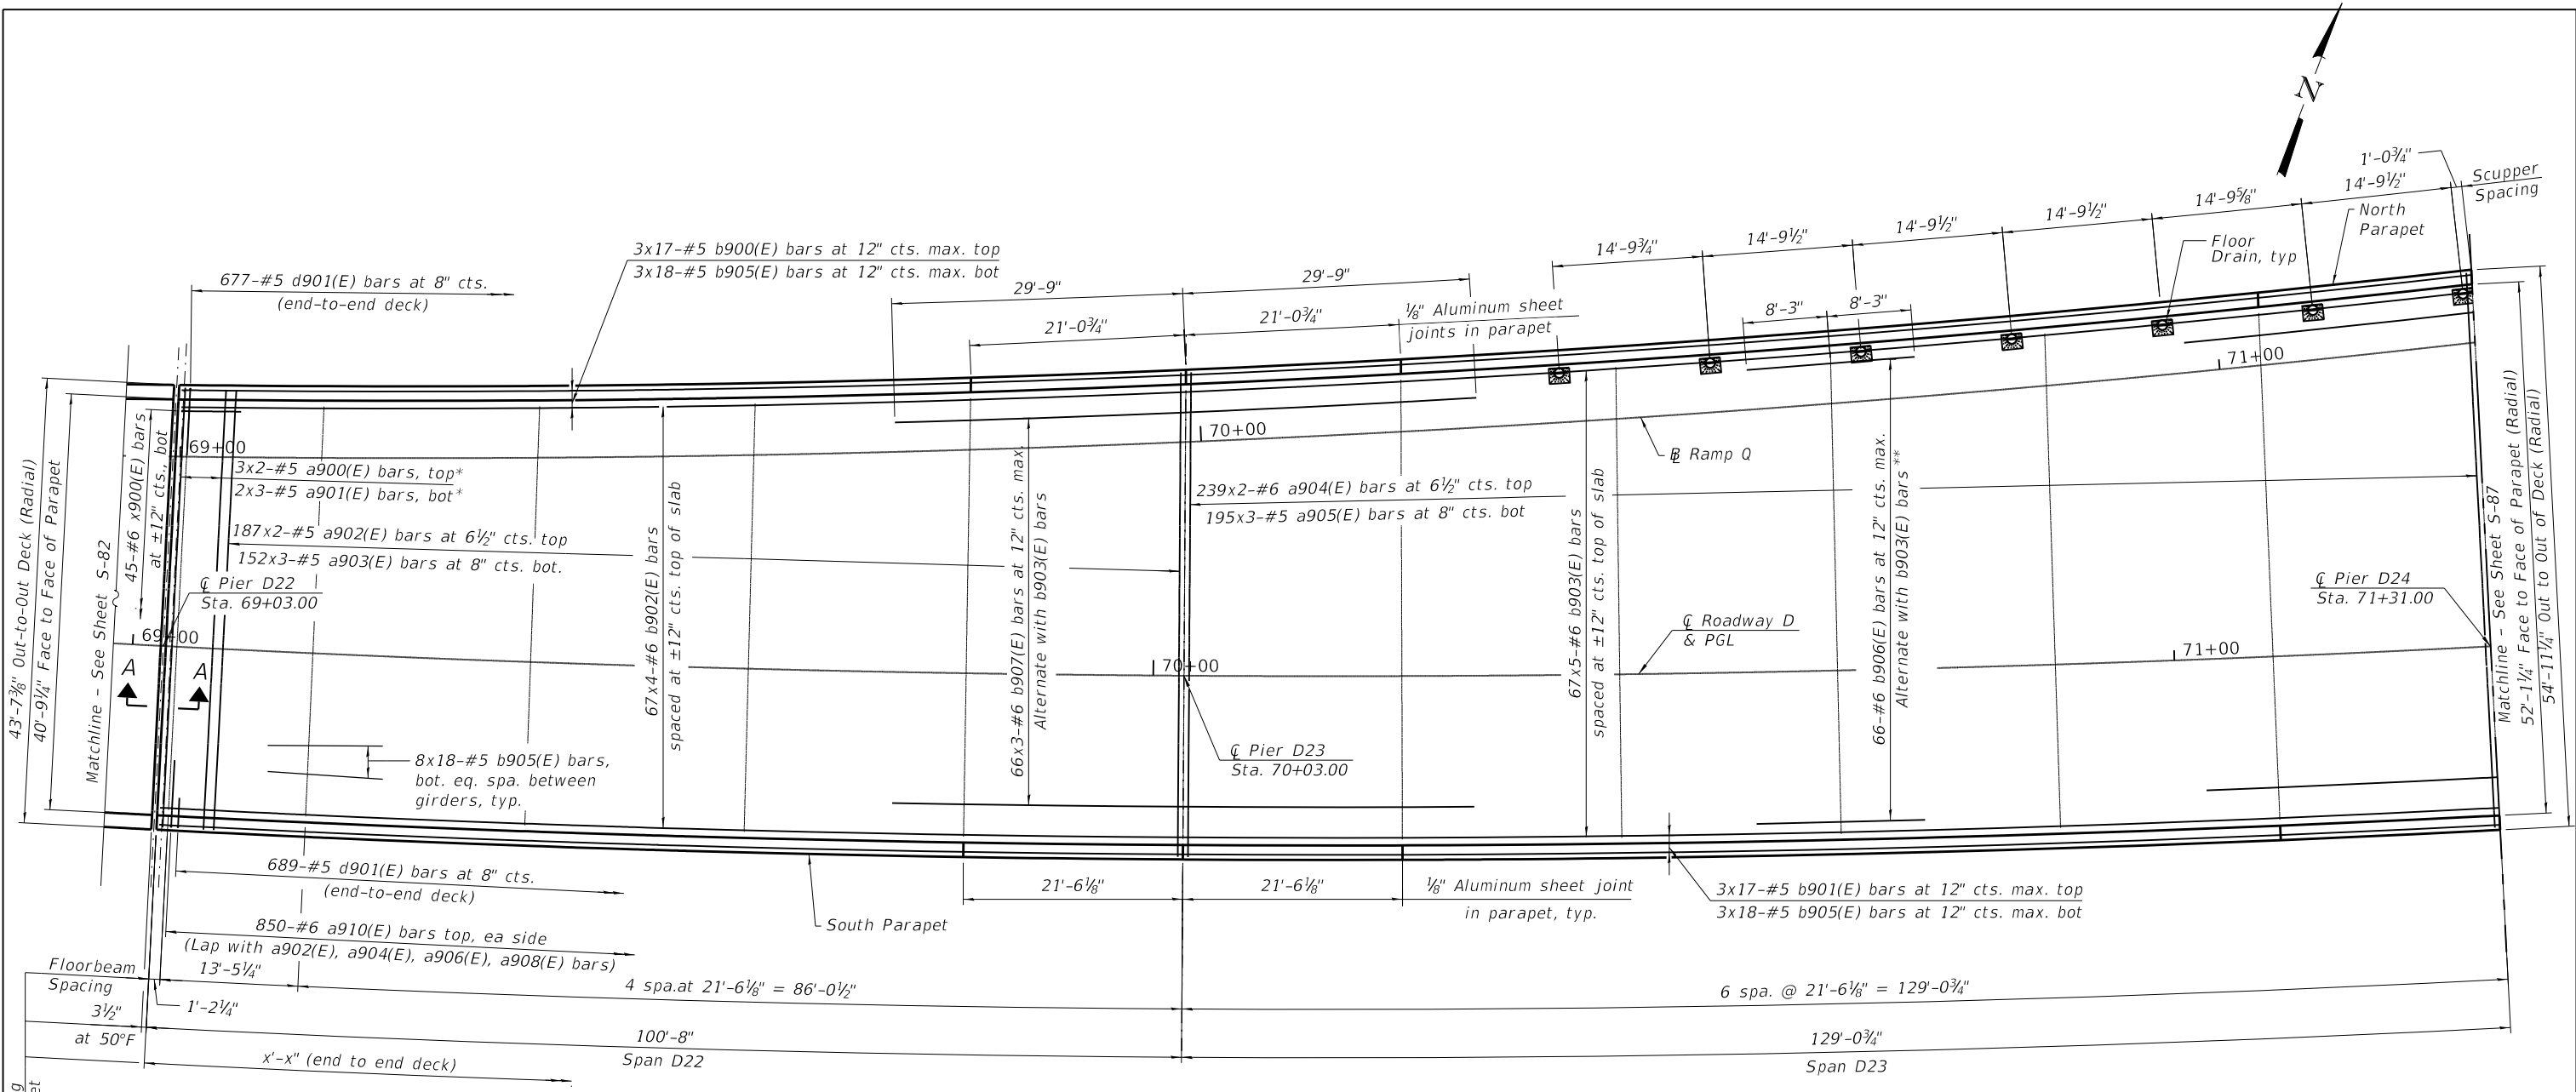 N
1'-0¾"
Scupper
Spacing
14'-9½"
14'-9⅝"
14'-9½"
14'-9½"
14'-9½"
14'-9¾"
North
Parapet
Floor
Drain, typ
3x17-#5 b900(E) bars at 12" cts. max. top
3x18-#5 b905(E) bars at 12" cts. max. bot
677-#5 d901(E) bars at 8" cts.
(end-to-end deck)
29'-9"
29'-9"
21'-0¾"
21'-0¾"
⅛" Aluminum sheet
joints in parapet
8'-3"
8'-3"
71+00
70+00
69+00
℄ Ramp Q
43'-7⅜" Out-to-Out Deck (Radial)
40'-9¼" Face to Face of Parapet
Matchline - See Sheet S-82
45-#6 x900(E) bars
at ±12" cts., bot
3x2-#5 a900(E) bars, top*
2x3-#5 a901(E) bars, bot*
187x2-#5 a902(E) bars at 6½" cts. top
152x3-#5 a903(E) bars at 8" cts. bot.
℄ Pier D22
Sta. 69+03.00
69+00
A
A
67x4-#6 b902(E) bars
spaced at ±12" cts. top of slab
66x3-#6 b907(E) bars at 12" cts. max.
Alternate with b903(E) bars
239x2-#6 a904(E) bars at 6½" cts. top
195x3-#5 a905(E) bars at 8" cts. bot
67x5-#6 b903(E) bars
spaced at ±12" cts. top of slab
66-#6 b906(E) bars at 12" cts. max.
Alternate with b903(E) bars**
℄ Roadway D
& PGL
70+00
71+00
℄ Pier D24
Sta. 71+31.00
Matchline - See Sheet S-87
52'-1¼" Face to Face of Parapet (Radial)
54'-11¼" Out to Out of Deck (Radial)
℄ Pier D23
Sta. 70+03.00
8x18-#5 b905(E) bars,
bot. eq. spa. between
girders, typ.
689-#5 d901(E) bars at 8" cts.
(end-to-end deck)
850-#6 a910(E) bars top, ea side
(Lap with a902(E), a904(E), a906(E), a908(E) bars)
South Parapet
21'-6⅛"
21'-6⅛"
⅛" Aluminum sheet joint
in parapet, typ.
3x17-#5 b901(E) bars at 12" cts. max top
3x18-#5 b905(E) bars at 12" cts. max. bot
Floorbeam
Spacing
13'-5¼"
1'-2¼"
4 spa.at 21'-6⅛" = 86'-0½"
6 spa. @ 21'-6⅛" = 129'-0¾"
3½"
at 50°F
100'-8"
Span D22
129'-0¾"
Span D23
x'-x" (end to end deck)